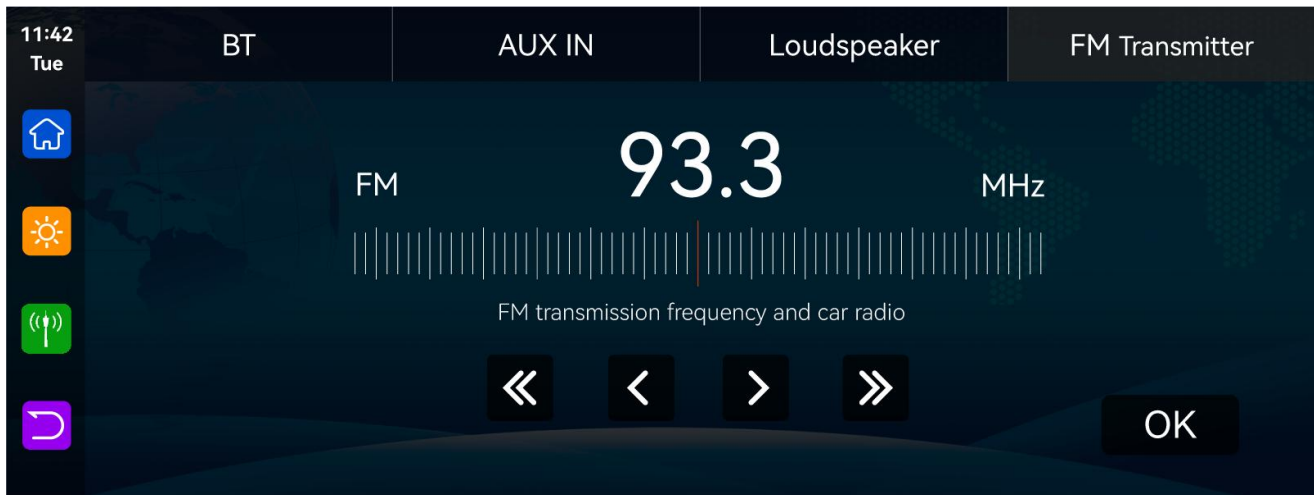 11:42
Tue
BT
AUX IN
Loudspeaker
FM Transmitter
FM
93.3
MHz
FM transmission frequency and car radio
OK